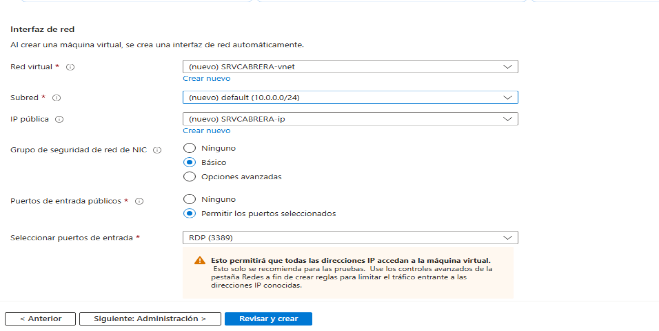 Interfaz de red
Al crear una máquina virtual, se crea una interfaz de red automáticamente.
Red virtual *
(nuevo) SRVCABRERA-vnet
Crear nuevo
Subred *
(nuevo) default (10.0.0.0/24)
IP pública
(nuevo) SRVCABRERA-ip
Crear nuevo
Grupo de seguridad de red de NIC
Ninguno
Básico
Opciones avanzadas
Puertos de entrada públicos *
Ninguno
Permitir los puertos seleccionados
Seleccionar puertos de entrada *
RDP (3389)
Esto permitirá que todas las direcciones IP accedan a la máquina virtual.
Esto solo se recomienda para las pruebas. Use los controles avanzados de la
pestaña Redes a fin de crear reglas para limitar el tráfico entrante a las
direcciones IP conocidas.
< Anterior
Siguiente: Administración >
Revisar y crear